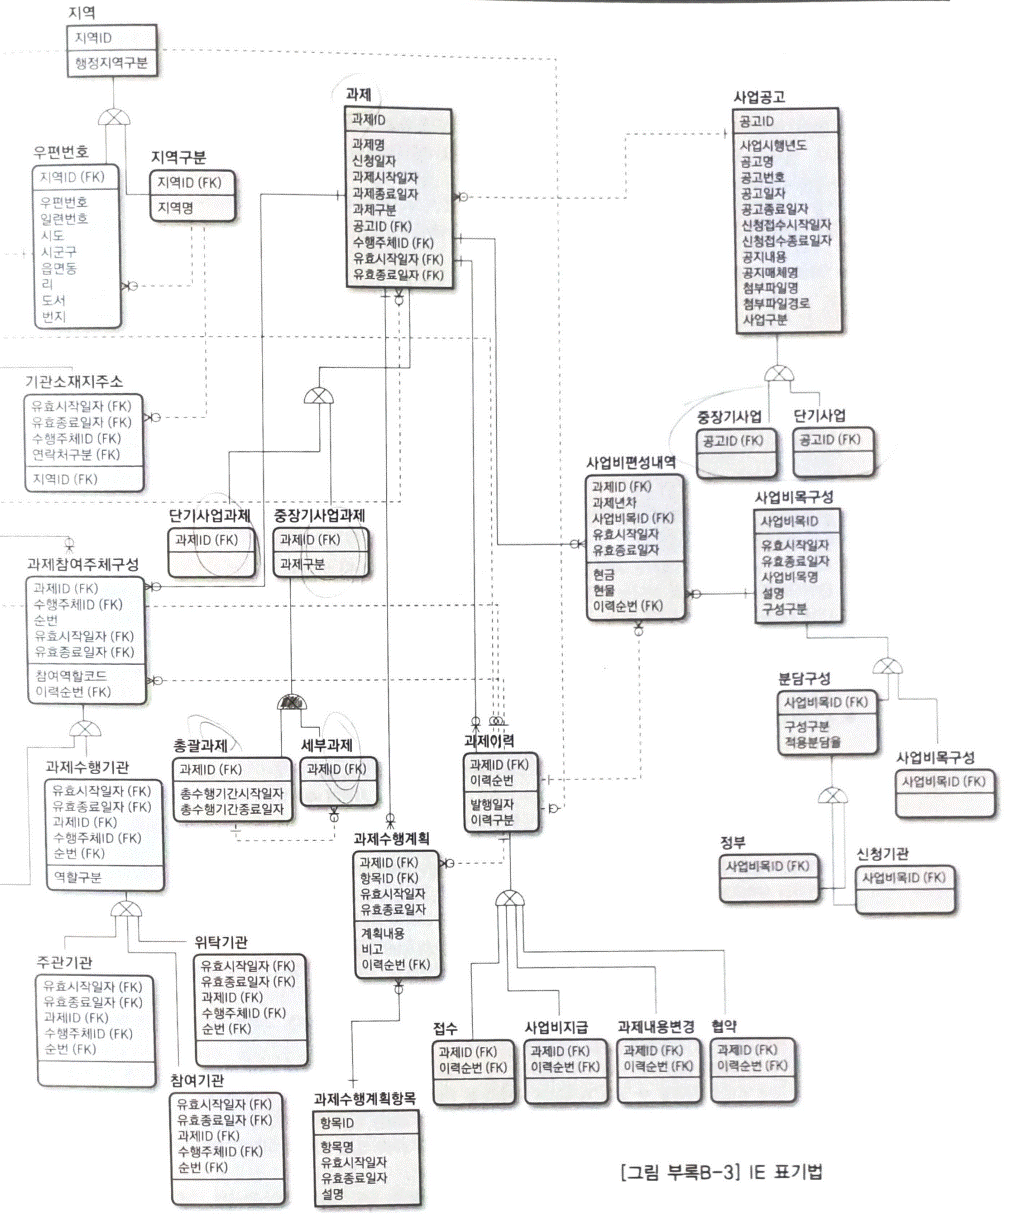 지역
지역ID
행정지역구분
우편번호
지역ID (FK)
우편번호
일련번호
시도
시군구
읍면동
리
도서
번지
지역구분
지역ID (FK)
지역명
기관소재지주소
유효시작일자 (FK)
유효종료일자 (FK)
수행주체ID (FK)
연락처구분 (FK)
지역ID (FK)
과제
과제ID
과제명
신청일자
과제시작일자
과제종료일자
과제구분
공고ID (FK)
수행주체ID (FK)
유효시작일자 (FK)
유효종료일자 (FK)
사업공고
공고ID
사업시행년도
공고명
공고번호
공고일자
공고종료일자
신청접수시작일자
신청접수종료일자
공지내용
공지매체명
첨부파일명
첨부파일경로
사업구분
중장기사업
공고ID (FK)
단기사업
공고ID (FK)
사업비편성내역
과제ID (FK)
과제년차
사업비목ID (FK)
유효시작일자
유효종료일자
현금
현물
이력순번 (FK)
사업비목구성
사업비목ID
유효시작일자
유효종료일자
사업비목명
설명
구성구분
단기사업과제
과제ID (FK)
중장기사업과제
과제ID (FK)
과제구분
과제참여주체구성
과제ID (FK)
수행주체ID (FK)
순번
유효시작일자 (FK)
유효종료일자 (FK)
참여역할코드
이력순번 (FK)
분담구성
사업비목ID (FK)
구성구분
적용분담율
사업비목구성
사업비목ID (FK)
정부
사업비목ID (FK)
신청기관
사업비목ID (FK)
총괄과제
과제ID (FK)
총수행기간시작일자
총수행기간종료일자
세부과제
과제ID (FK)
과제이력
과제ID (FK)
이력순번
발행일자
이력구분
과제수행기관
유효시작일자 (FK)
유효종료일자 (FK)
과제ID (FK)
수행주체ID (FK)
순번 (FK)
역할구분
과제수행계획
과제ID (FK)
항목ID (FK)
유효시작일자
유효종료일자
계획내용
비고
이력순번 (FK)
주관기관
유효시작일자 (FK)
유효종료일자 (FK)
과제ID (FK)
수행주체ID (FK)
순번 (FK)
위탁기관
유효시작일자 (FK)
유효종료일자 (FK)
과제ID (FK)
수행주체ID (FK)
순번 (FK)
참여기관
유효시작일자 (FK)
유효종료일자 (FK)
과제ID (FK)
수행주체ID (FK)
순번 (FK)
접수
과제ID (FK)
이력순번 (FK)
사업비지급
과제ID (FK)
이력순번 (FK)
과제내용변경
과제ID (FK)
이력순번 (FK)
협약
과제ID (FK)
이력순번 (FK)
과제수행계획항목
항목ID
항목명
유효시작일자
유효종료일자
설명
[그림 부록B-3] IE 표기법